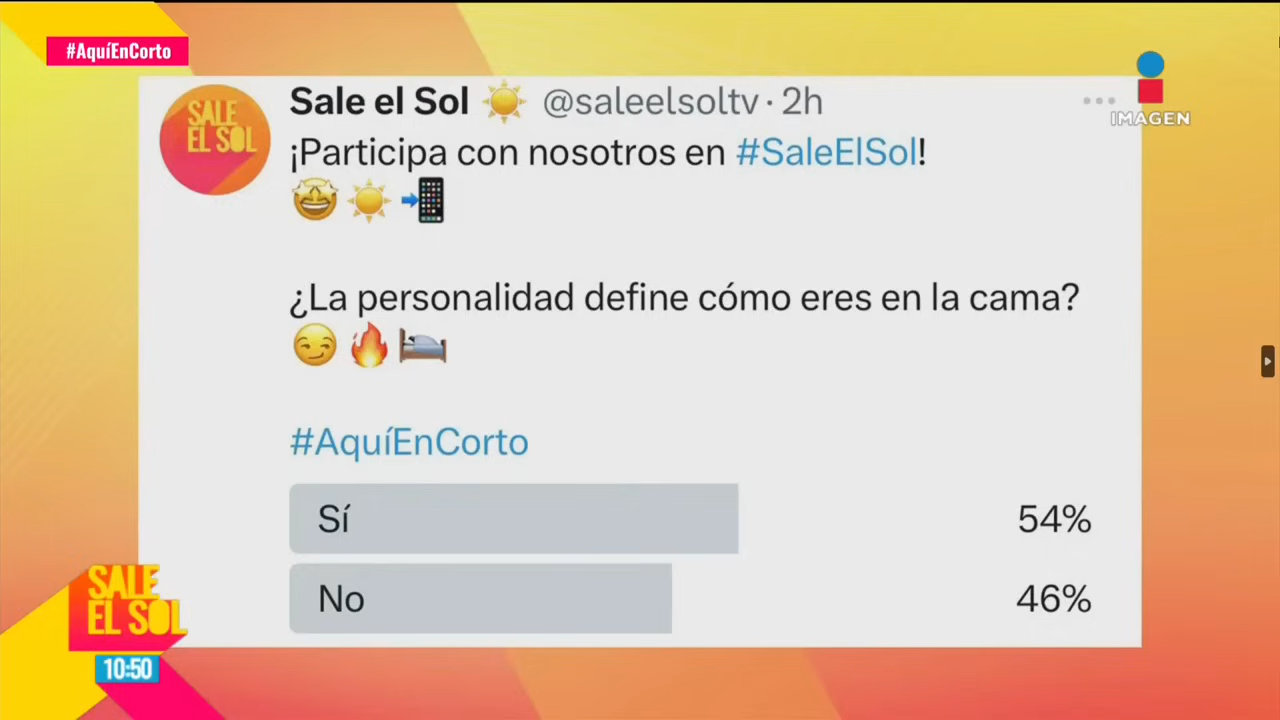 #AquíEnCorto
IMAGEN
SALE
EL SOL
Sale el Sol ☀️ @saleelsoltv · 2h
¡Participa con nosotros en #SaleElSol!
🤩☀️📲
¿La personalidad define cómo eres en la cama?
😏🔥🛌
#AquíEnCorto
Sí 54%
No 46%
SALE
EL SOL
10:50